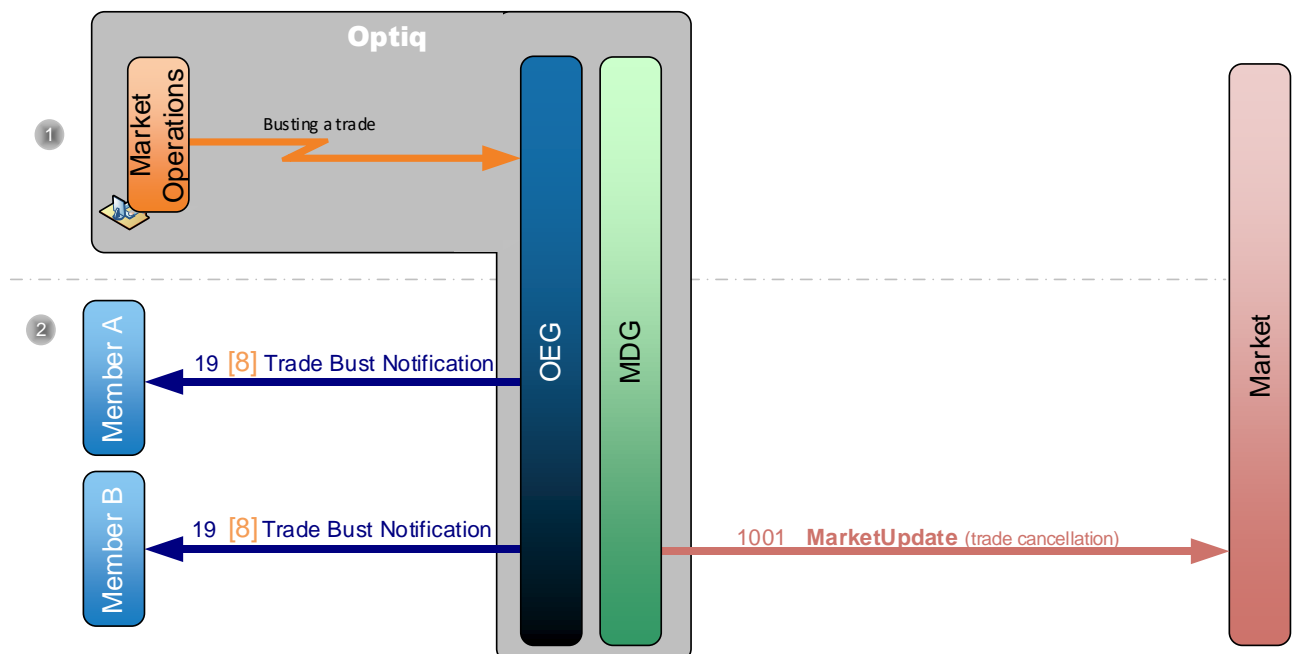 Optiq
Market
Operations
1
Busting a trade
OEG
MDG
Market
2
Member A
19 [8] Trade Bust Notification
Member B
19 [8] Trade Bust Notification
1001 MarketUpdate (trade cancellation)